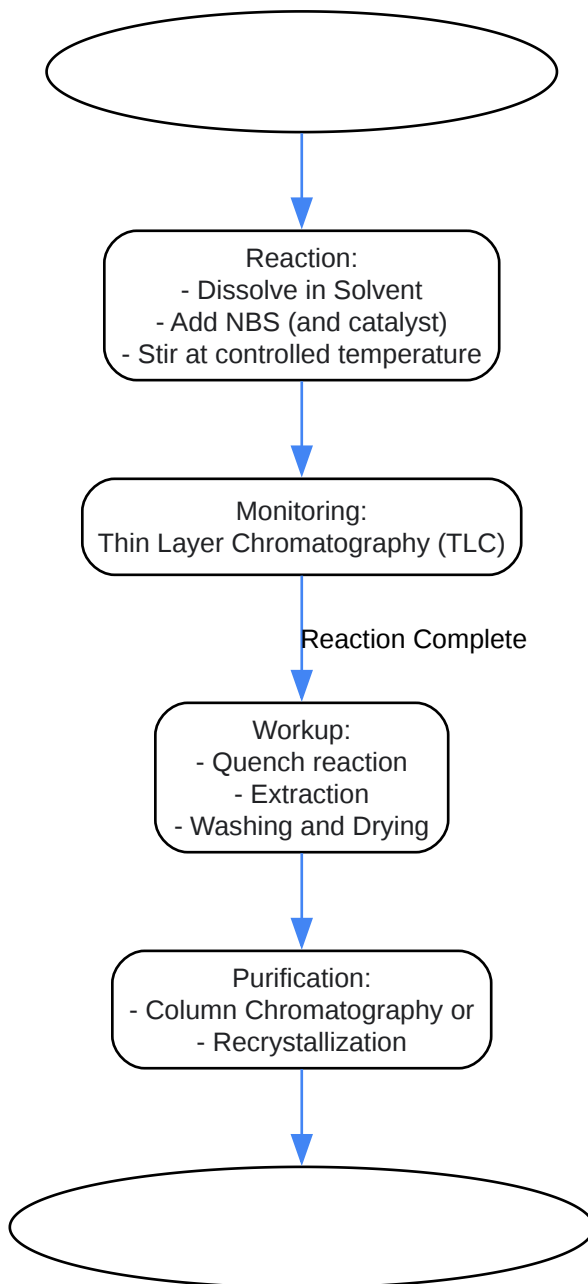 Reaction:
- Dissolve in Solvent
- Add NBS (and catalyst)
- Stir at controlled temperature
Monitoring:
Thin Layer Chromatography (TLC)
Reaction Complete
Workup:
- Quench reaction
- Extraction
- Washing and Drying
Purification:
- Column Chromatography or
- Recrystallization